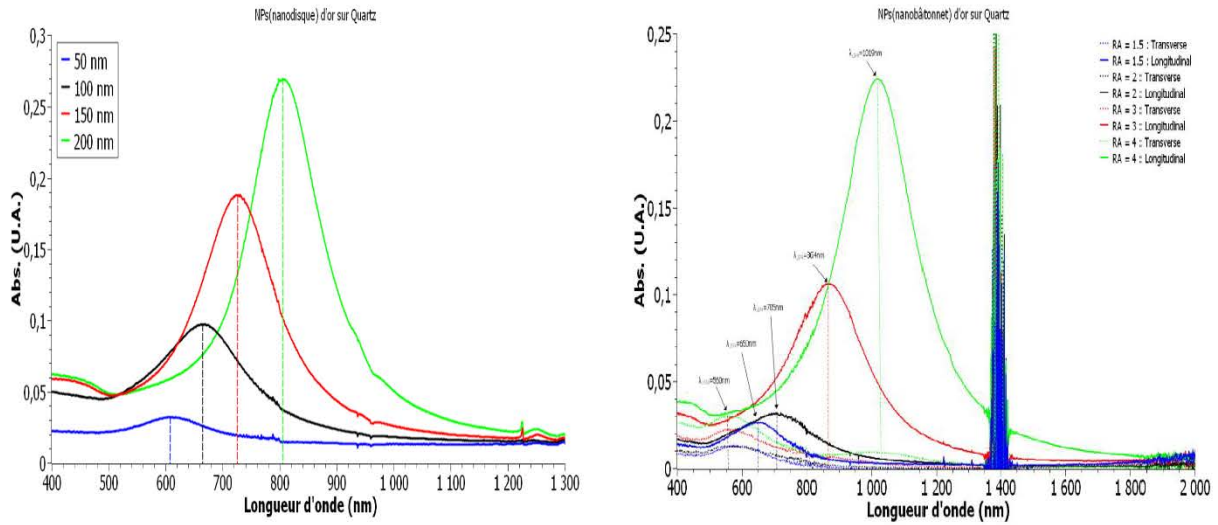 NPs(nanodisque) d'or sur Quartz
0,3
0,25
0,2
0,15
0,1
0,05
0
Abs. (U.A.)
50 nm
100 nm
150 nm
200 nm
400 500 600 700 800 900 1 000 1 100 1 200 1 300
Longueur d'onde (nm)
NPs(nanobâtonnet) d'or sur Quartz
0,25
0,2
0,15
0,1
0,05
0
Abs. (U.A.)
RA = 1.5 : Transverse
RA = 1.5 : Longitudinal
RA = 2 : Transverse
RA = 2 : Longitudinal
RA = 3 : Transverse
RA = 3 : Longitudinal
RA = 4 : Transverse
RA = 4 : Longitudinal
400 600 800 1 000 1 200 1 400 1 600 1 800 2 000
Longueur d'onde (nm)